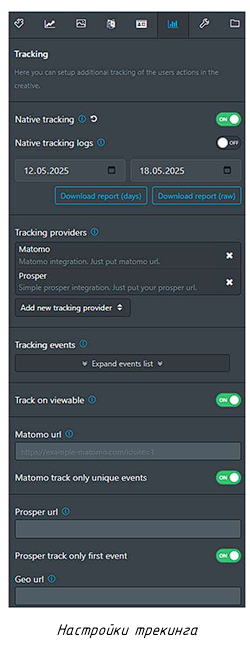 Tracking
Here you can setup additional tracking of the users actions in the
creative.
Native tracking
ON
Native tracking logs
OFF
12.05.2025
18.05.2025
Download report (days)
Download report (raw)
Tracking providers
Matomo
Matomo integration. Just put matomo url.
Prosper
Simple prosper integration. Just put your prosper url.
Add new tracking provider
Tracking events
Expand events list
Track on viewable
ON
Matomo url
https://example-matomo.com/idsite=1
Matomo track only unique events
ON
Prosper url
Prosper track only first event
ON
Geo url
Настройки трекинга